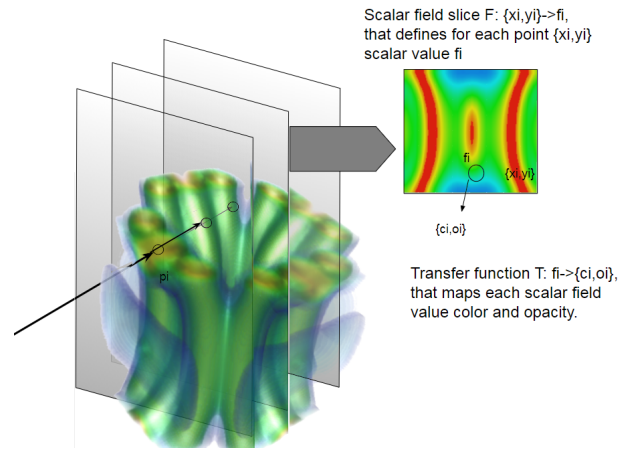 Scalar field slice F: {xi,yi}->fi,
that defines for each point {xi,yi}
scalar value fi
fi
{xi,yi}
{ci,oi}
pi
Transfer function T: fi->{ci,oi},
that maps each scalar field
value color and opacity.